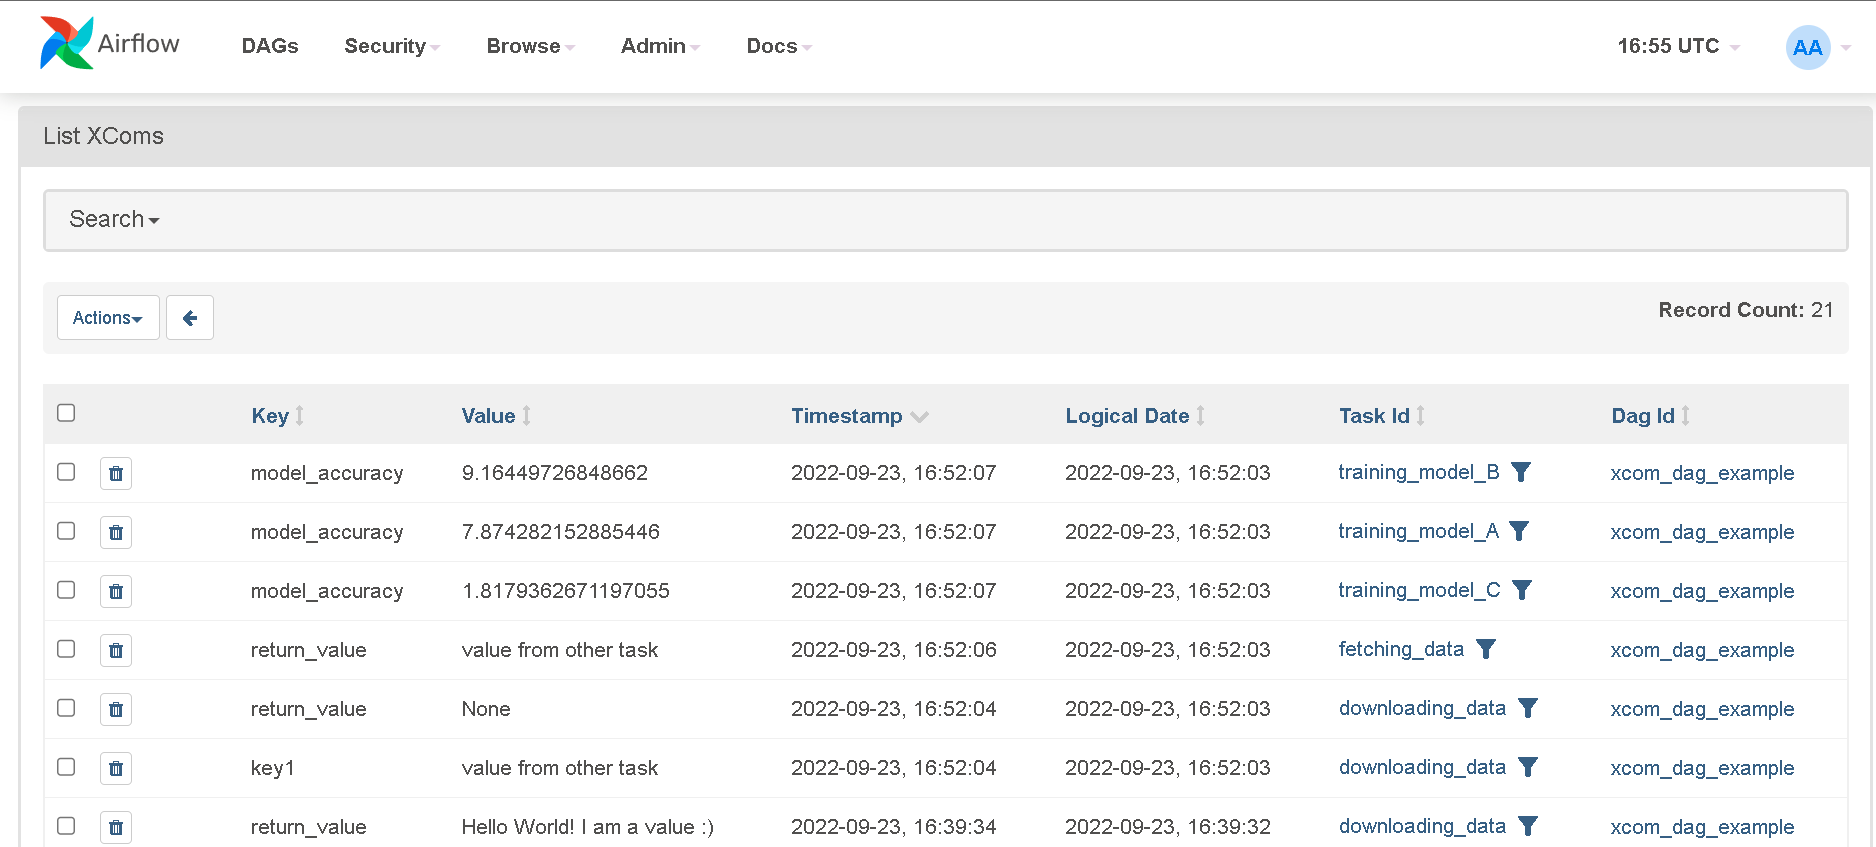 Airflow DAGs Security Browse Admin Docs 16:55 UTC AA
List XComs
Search
Actions Record Count: 21
Key Value Timestamp Logical Date Task Id Dag Id
model_accuracy 9.16449726848662 2022-09-23, 16:52:07 2022-09-23, 16:52:03 training_model_B xcom_dag_example
model_accuracy 7.874282152885446 2022-09-23, 16:52:07 2022-09-23, 16:52:03 training_model_A xcom_dag_example
model_accuracy 1.8179362671197055 2022-09-23, 16:52:07 2022-09-23, 16:52:03 training_model_C xcom_dag_example
return_value value from other task 2022-09-23, 16:52:06 2022-09-23, 16:52:03 fetching_data xcom_dag_example
return_value None 2022-09-23, 16:52:04 2022-09-23, 16:52:03 downloading_data xcom_dag_example
key1 value from other task 2022-09-23, 16:52:04 2022-09-23, 16:52:03 downloading_data xcom_dag_example
return_value Hello World! I am a value :) 2022-09-23, 16:39:34 2022-09-23, 16:39:32 downloading_data xcom_dag_example